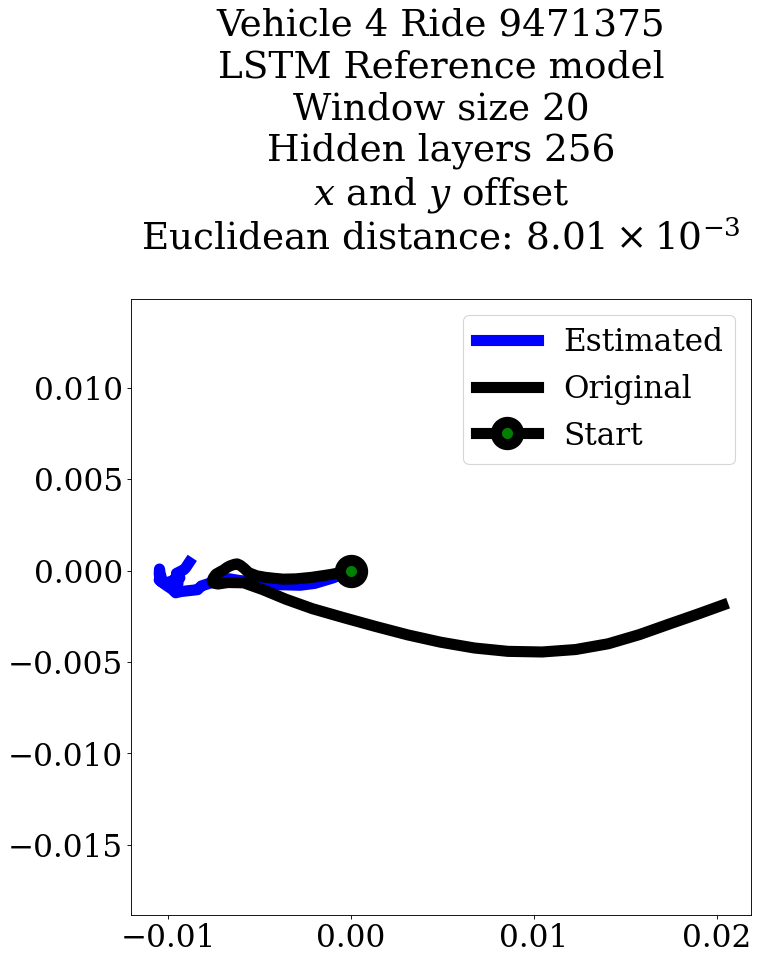 Vehicle 4 Ride 9471375
LSTM Reference model
Window size 20
Hidden layers 256
x and y offset
Euclidean distance: 8.01 × 10⁻³
Estimated
Original
Start
0.010
0.005
0.000
−0.005
−0.010
−0.015
−0.01 0.00 0.01 0.02